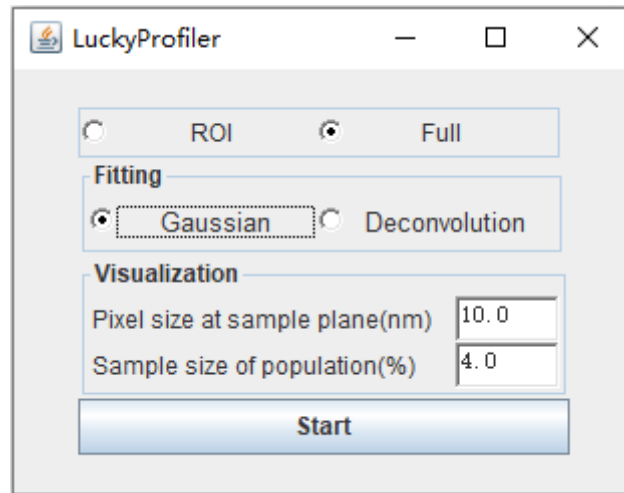 LuckyProfiler
ROI Full
Fitting
Gaussian Deconvolution
Visualization
Pixel size at sample plane(nm) 10.0
Sample size of population(%) 4.0
Start